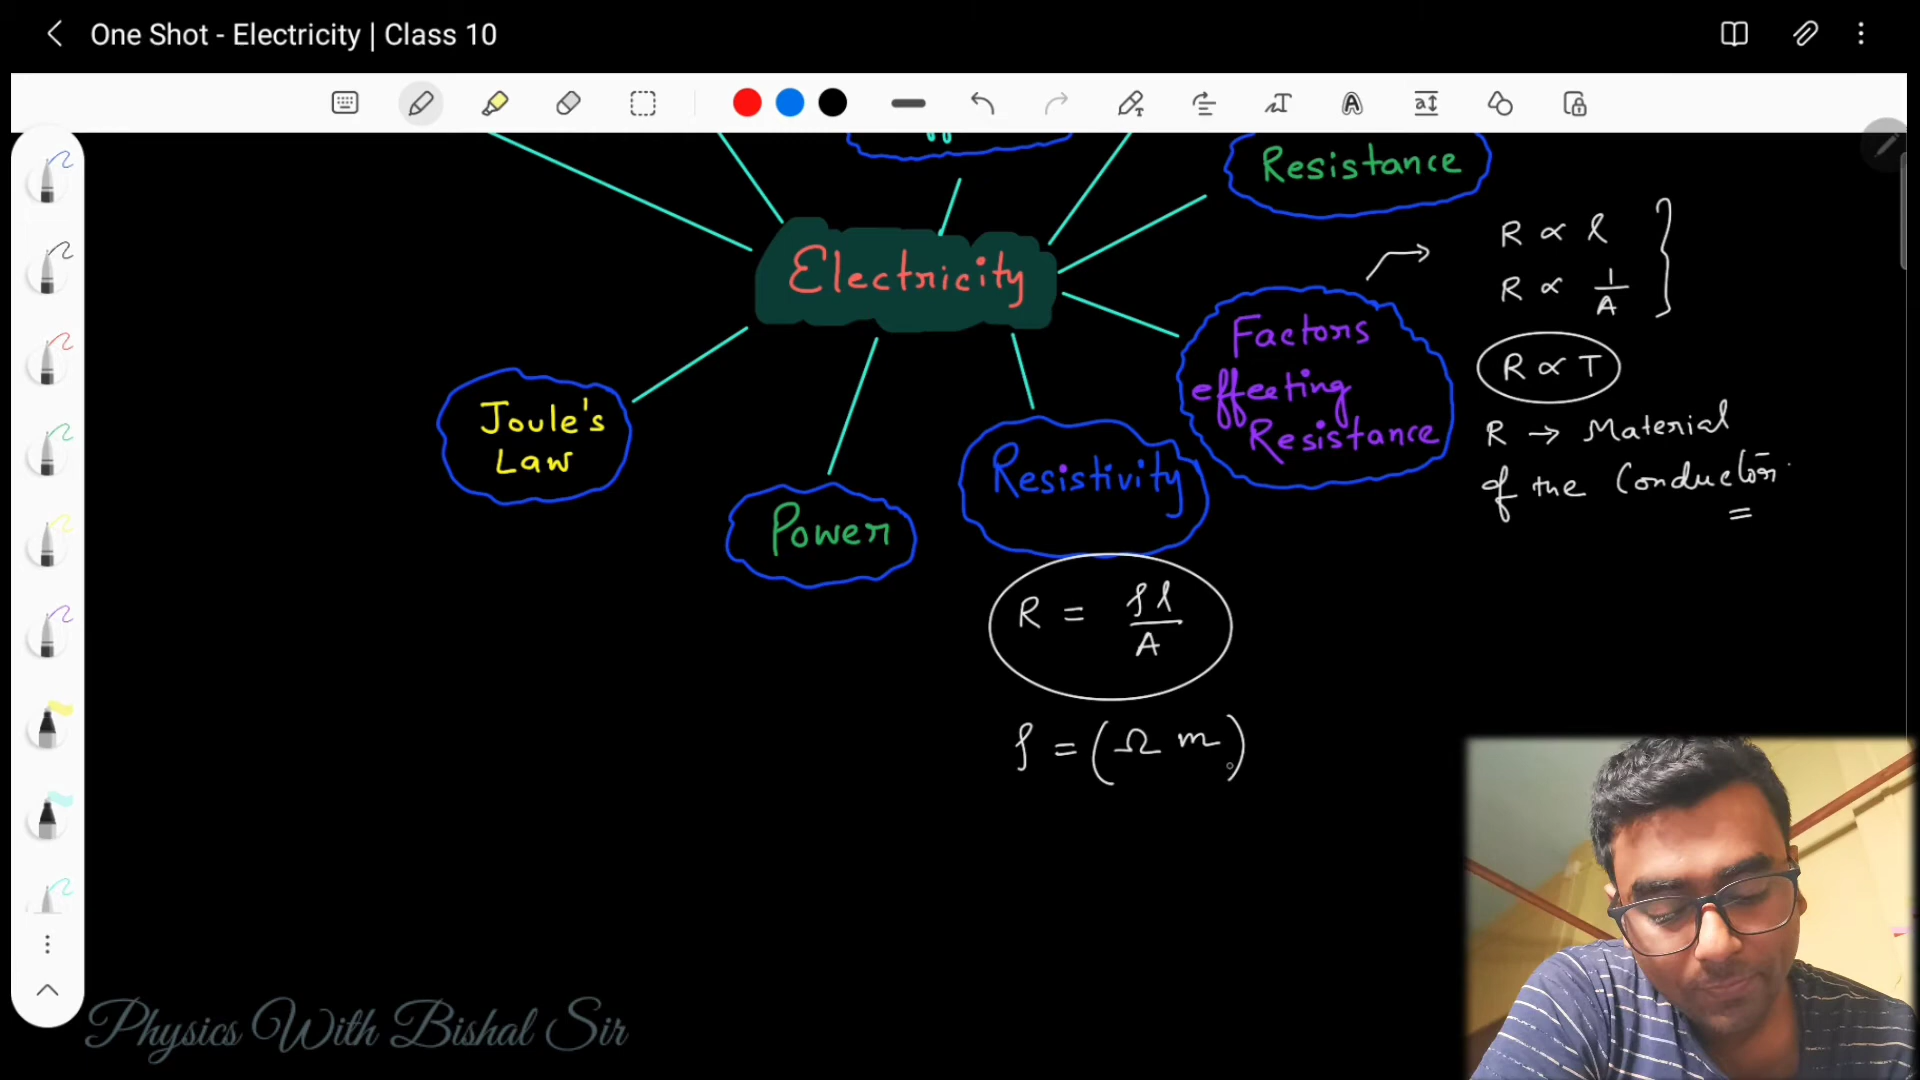 One Shot - Electricity | Class 10
Resistance
Electricity
R ∝ l
R ∝ 1/A
Factors
effecting
Resistance
R ∝ T
R → Material
of the Conductor
Joule's
Law
Resistivity
Power
R = ρl/A
ρ = (Ω m)
Physics With Bishal Sir